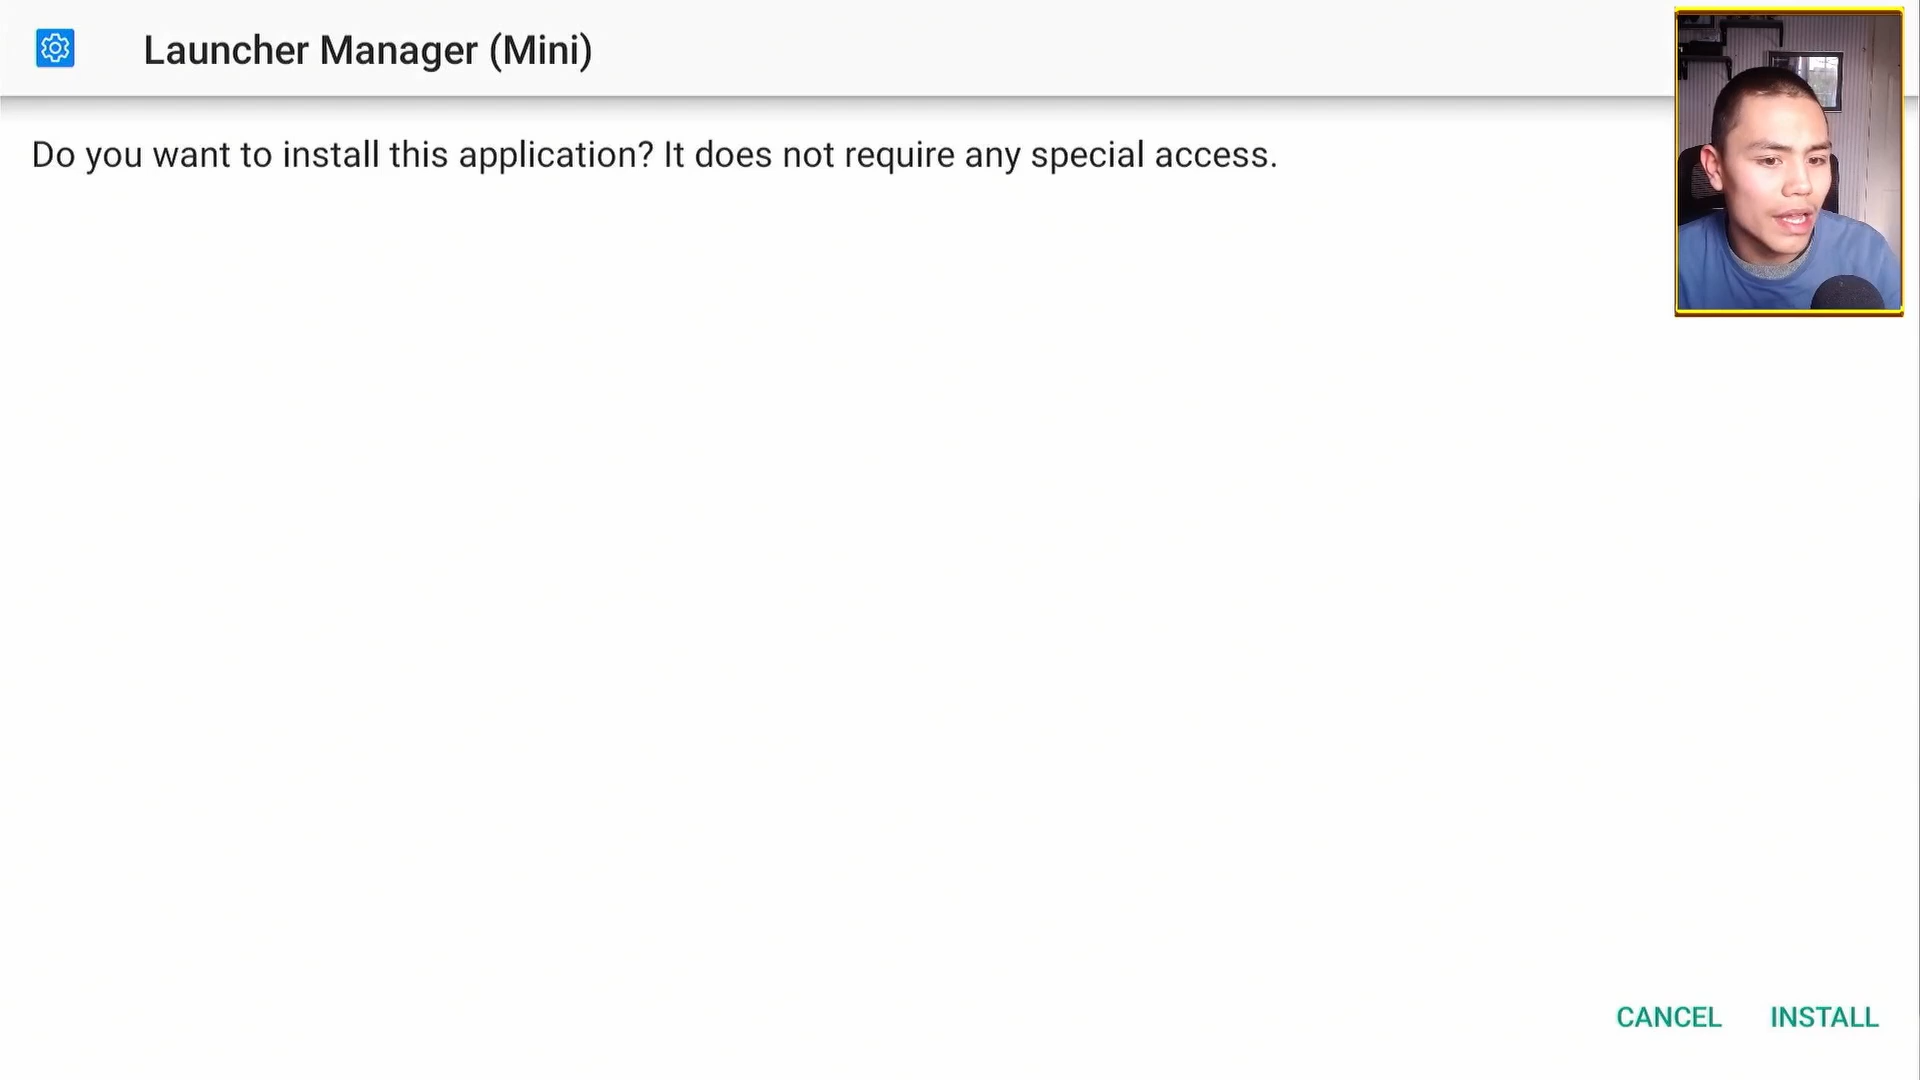 Launcher Manager (Mini)
Do you want to install this application? It does not require any special access.
CANCEL INSTALL